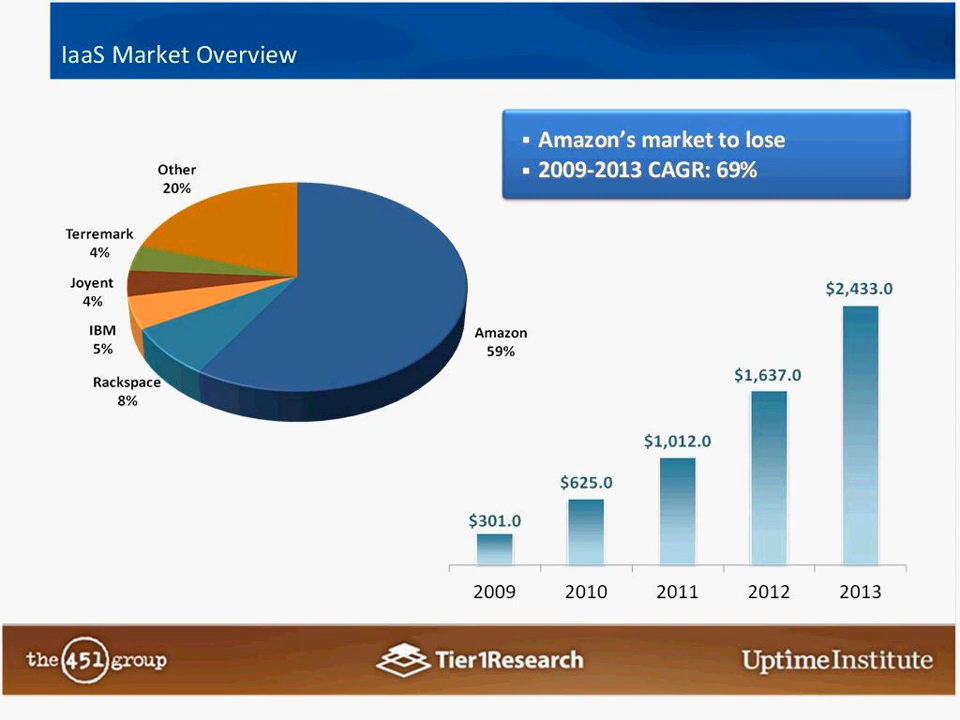 IaaS Market Overview
▪ Amazon's market to lose
▪ 2009-2013 CAGR: 69%
Other
20%
Terremark
4%
Joyent
4%
IBM
5%
Rackspace
8%
Amazon
59%
$301.0
$625.0
$1,012.0
$1,637.0
$2,433.0
2009 2010 2011 2012 2013
the 451 group
Tier1Research
UptimeInstitute